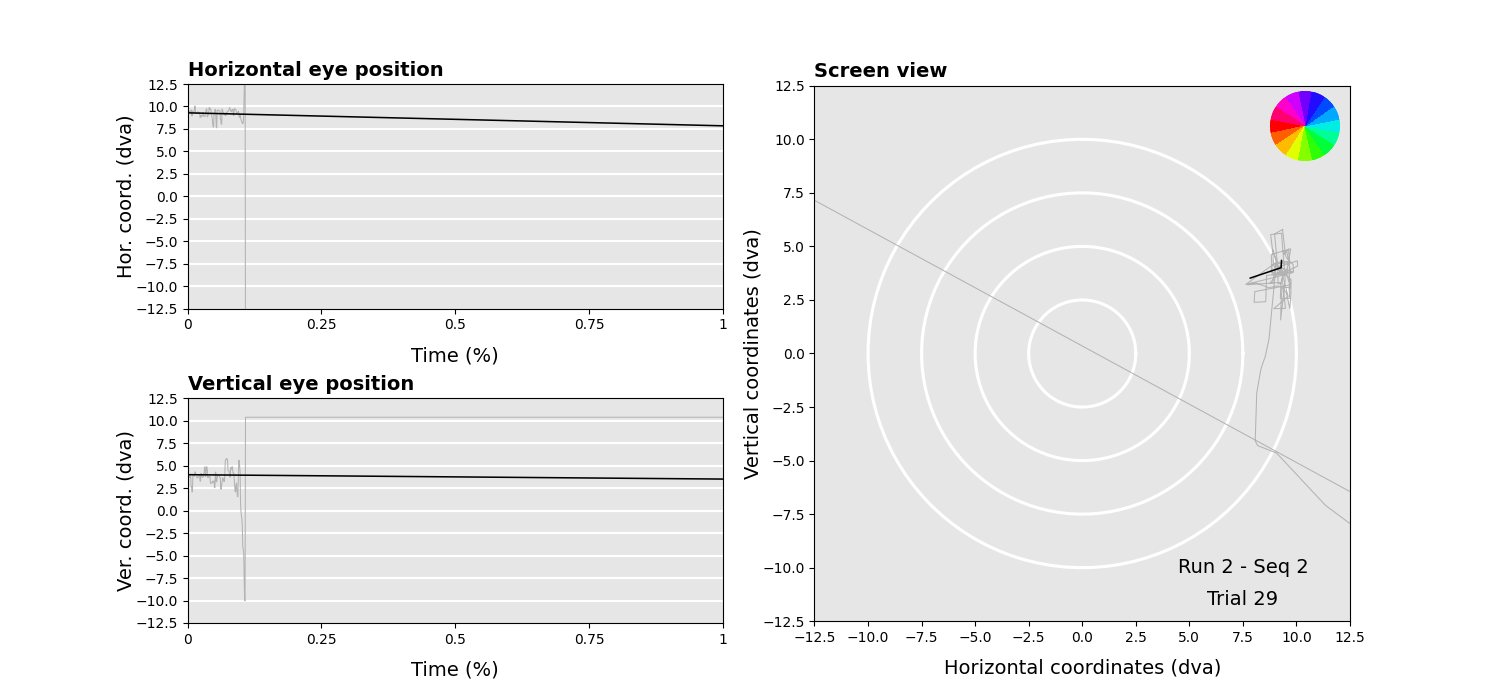 Horizontal eye position
Hor. coord. (dva)
12.5
10.0
7.5
5.0
2.5
0.0
−2.5
−5.0
−7.5
−10.0
−12.5
0 0.25 0.5 0.75 1
Time (%)
Vertical eye position
Ver. coord. (dva)
12.5
10.0
7.5
5.0
2.5
0.0
−2.5
−5.0
−7.5
−10.0
−12.5
0 0.25 0.5 0.75 1
Time (%)
Screen view
Vertical coordinates (dva)
12.5
10.0
7.5
5.0
2.5
0.0
−2.5
−5.0
−7.5
−10.0
−12.5
Run 2 - Seq 2
Trial 29
−12.5 −10.0 −7.5 −5.0 −2.5 0.0 2.5 5.0 7.5 10.0 12.5
Horizontal coordinates (dva)